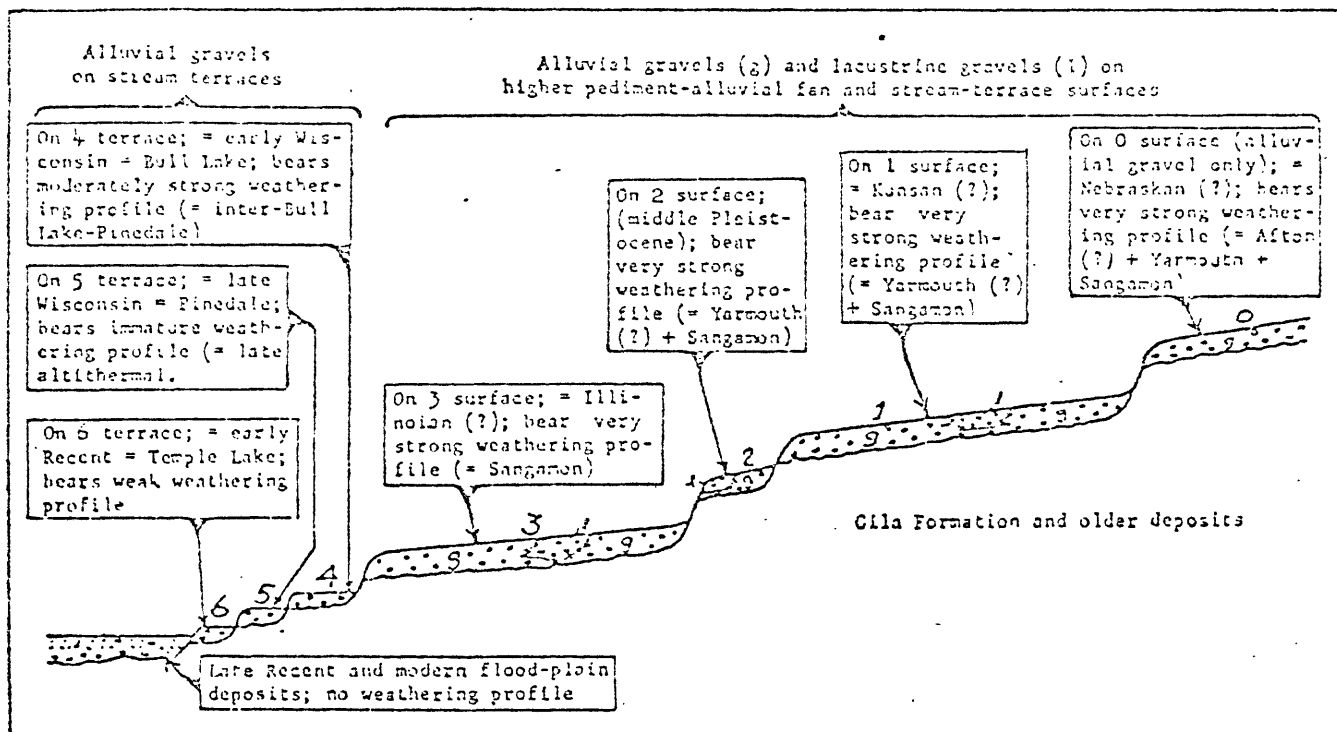 Alluvial gravels
on stream terraces
Alluvial gravels (g) and lacustrine gravels (l) on
higher pediment-alluvial fan and stream-terrace surfaces
On 4 terrace; = early Wis-
consin = Bull Lake; bears
moderately strong weather-
ing profile (= inter-Bull
Lake-Pinedale)
On 5 terrace; = late
Wisconsin = Pinedale;
bears immature weath-
ering profile (= late
altithermal.
On 6 terrace; = early
Recent = Temple Lake;
bears weak weathering
profile
On 3 surface; = Illi-
noian (?); bear very
strong weathering pro-
file (= Sangamon)
On 2 surface;
(middle Pleist-
ocene); bear
very strong
weathering pro-
file (= Yarmouth
(?) + Sangamon)
On 1 surface;
= Kansan (?);
bear very
strong weath-
ering profile
(= Yarmouth (?)
+ Sangamon)
On 0 surface (alluv-
ial gravel only); =
Nebraskan (?); bears
very strong weather-
ing profile (= Afton
(?) + Yarmouth +
Sangamon)
0
g
1 l
g g
2
l g
Gila Formation and older deposits
3 l
g g
4
5
6
Late Recent and modern flood-plain
deposits; no weathering profile